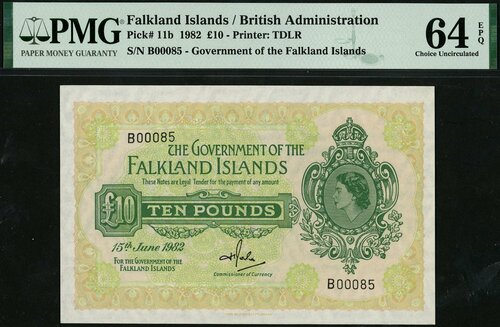 PMG
PAPER MONEY GUARANTY
Falkland Islands / British Administration
Pick# 11b 1982 £10 - Printer: TDLR
S/N B00085 - Government of the Falkland Islands
64 EPQ
Choice Uncirculated
B00085
The Government of the
Falkland Islands
These Notes are Legal Tender for the payment of any amount
£10 TEN POUNDS
15th June 1982
For the Government of the
Falkland Islands
Commissioner of Currency
B00085